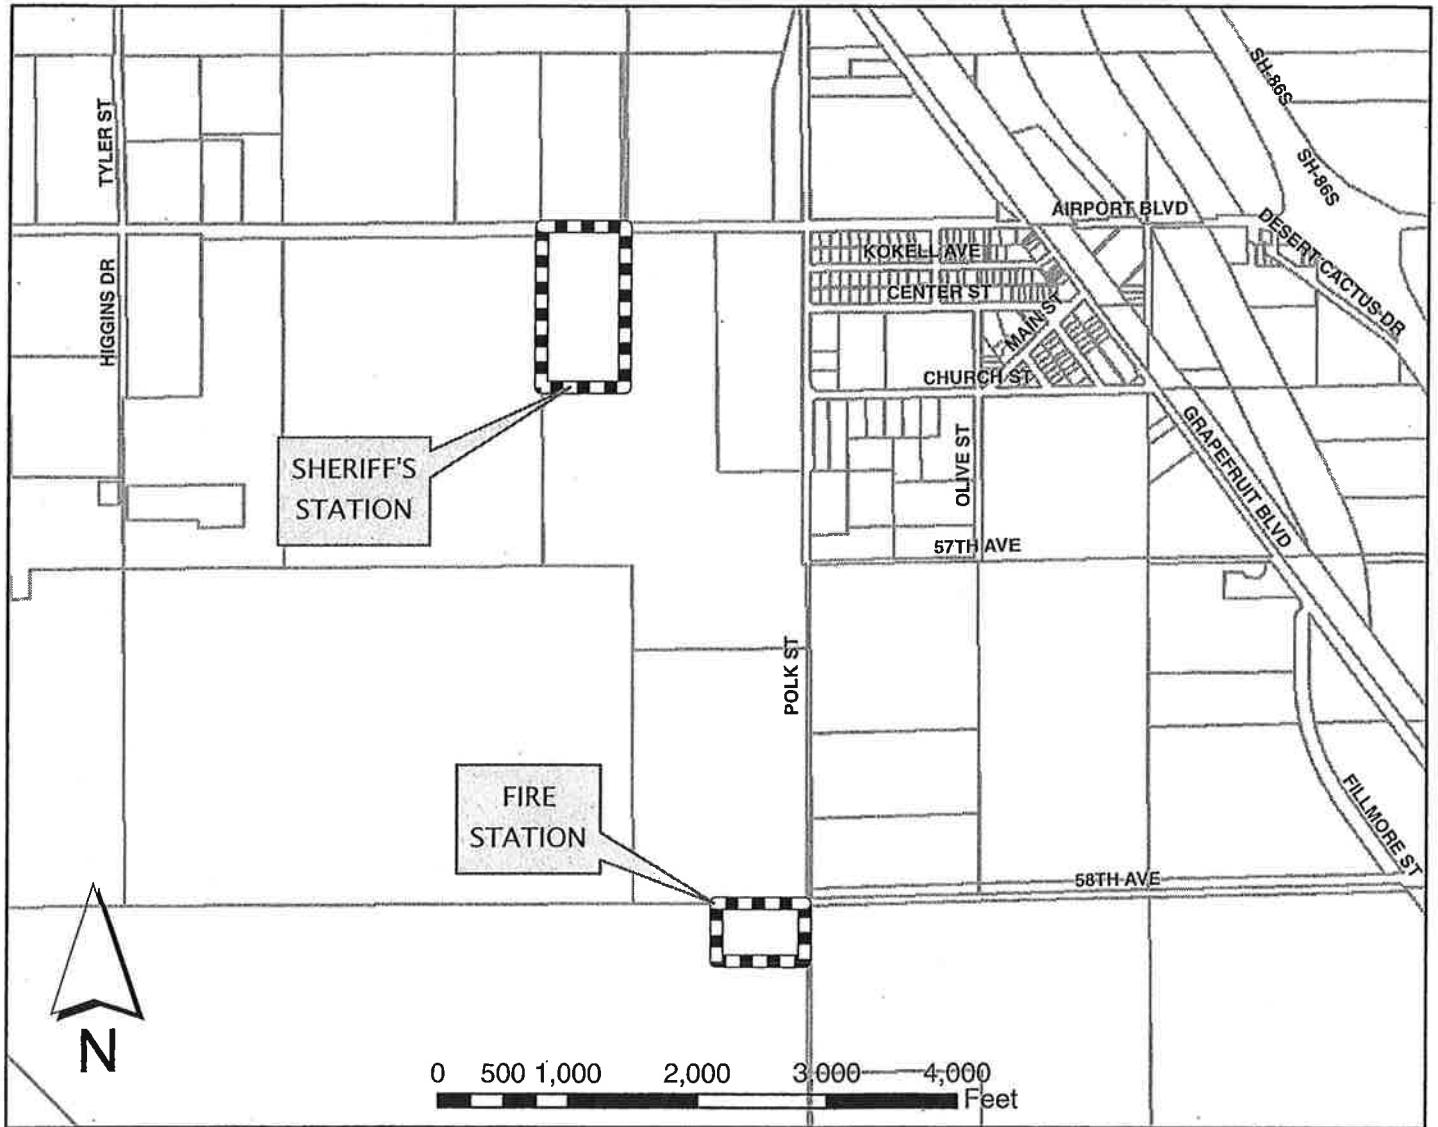 SH-86S
TYLER ST
SH-86S
AIRPORT BLVD
DESERT CACTUS DR
KOKELL AVE
CENTER ST
HIGGINS DR
MAIN ST
CHURCH ST
GRAPEFRUIT BLVD
OLIVE ST
SHERIFF'S
STATION
57TH AVE
POLK ST
FIRE
STATION
FILLMORE ST
58TH AVE
N
0 500 1,000 2,000 3,000 4,000
Feet